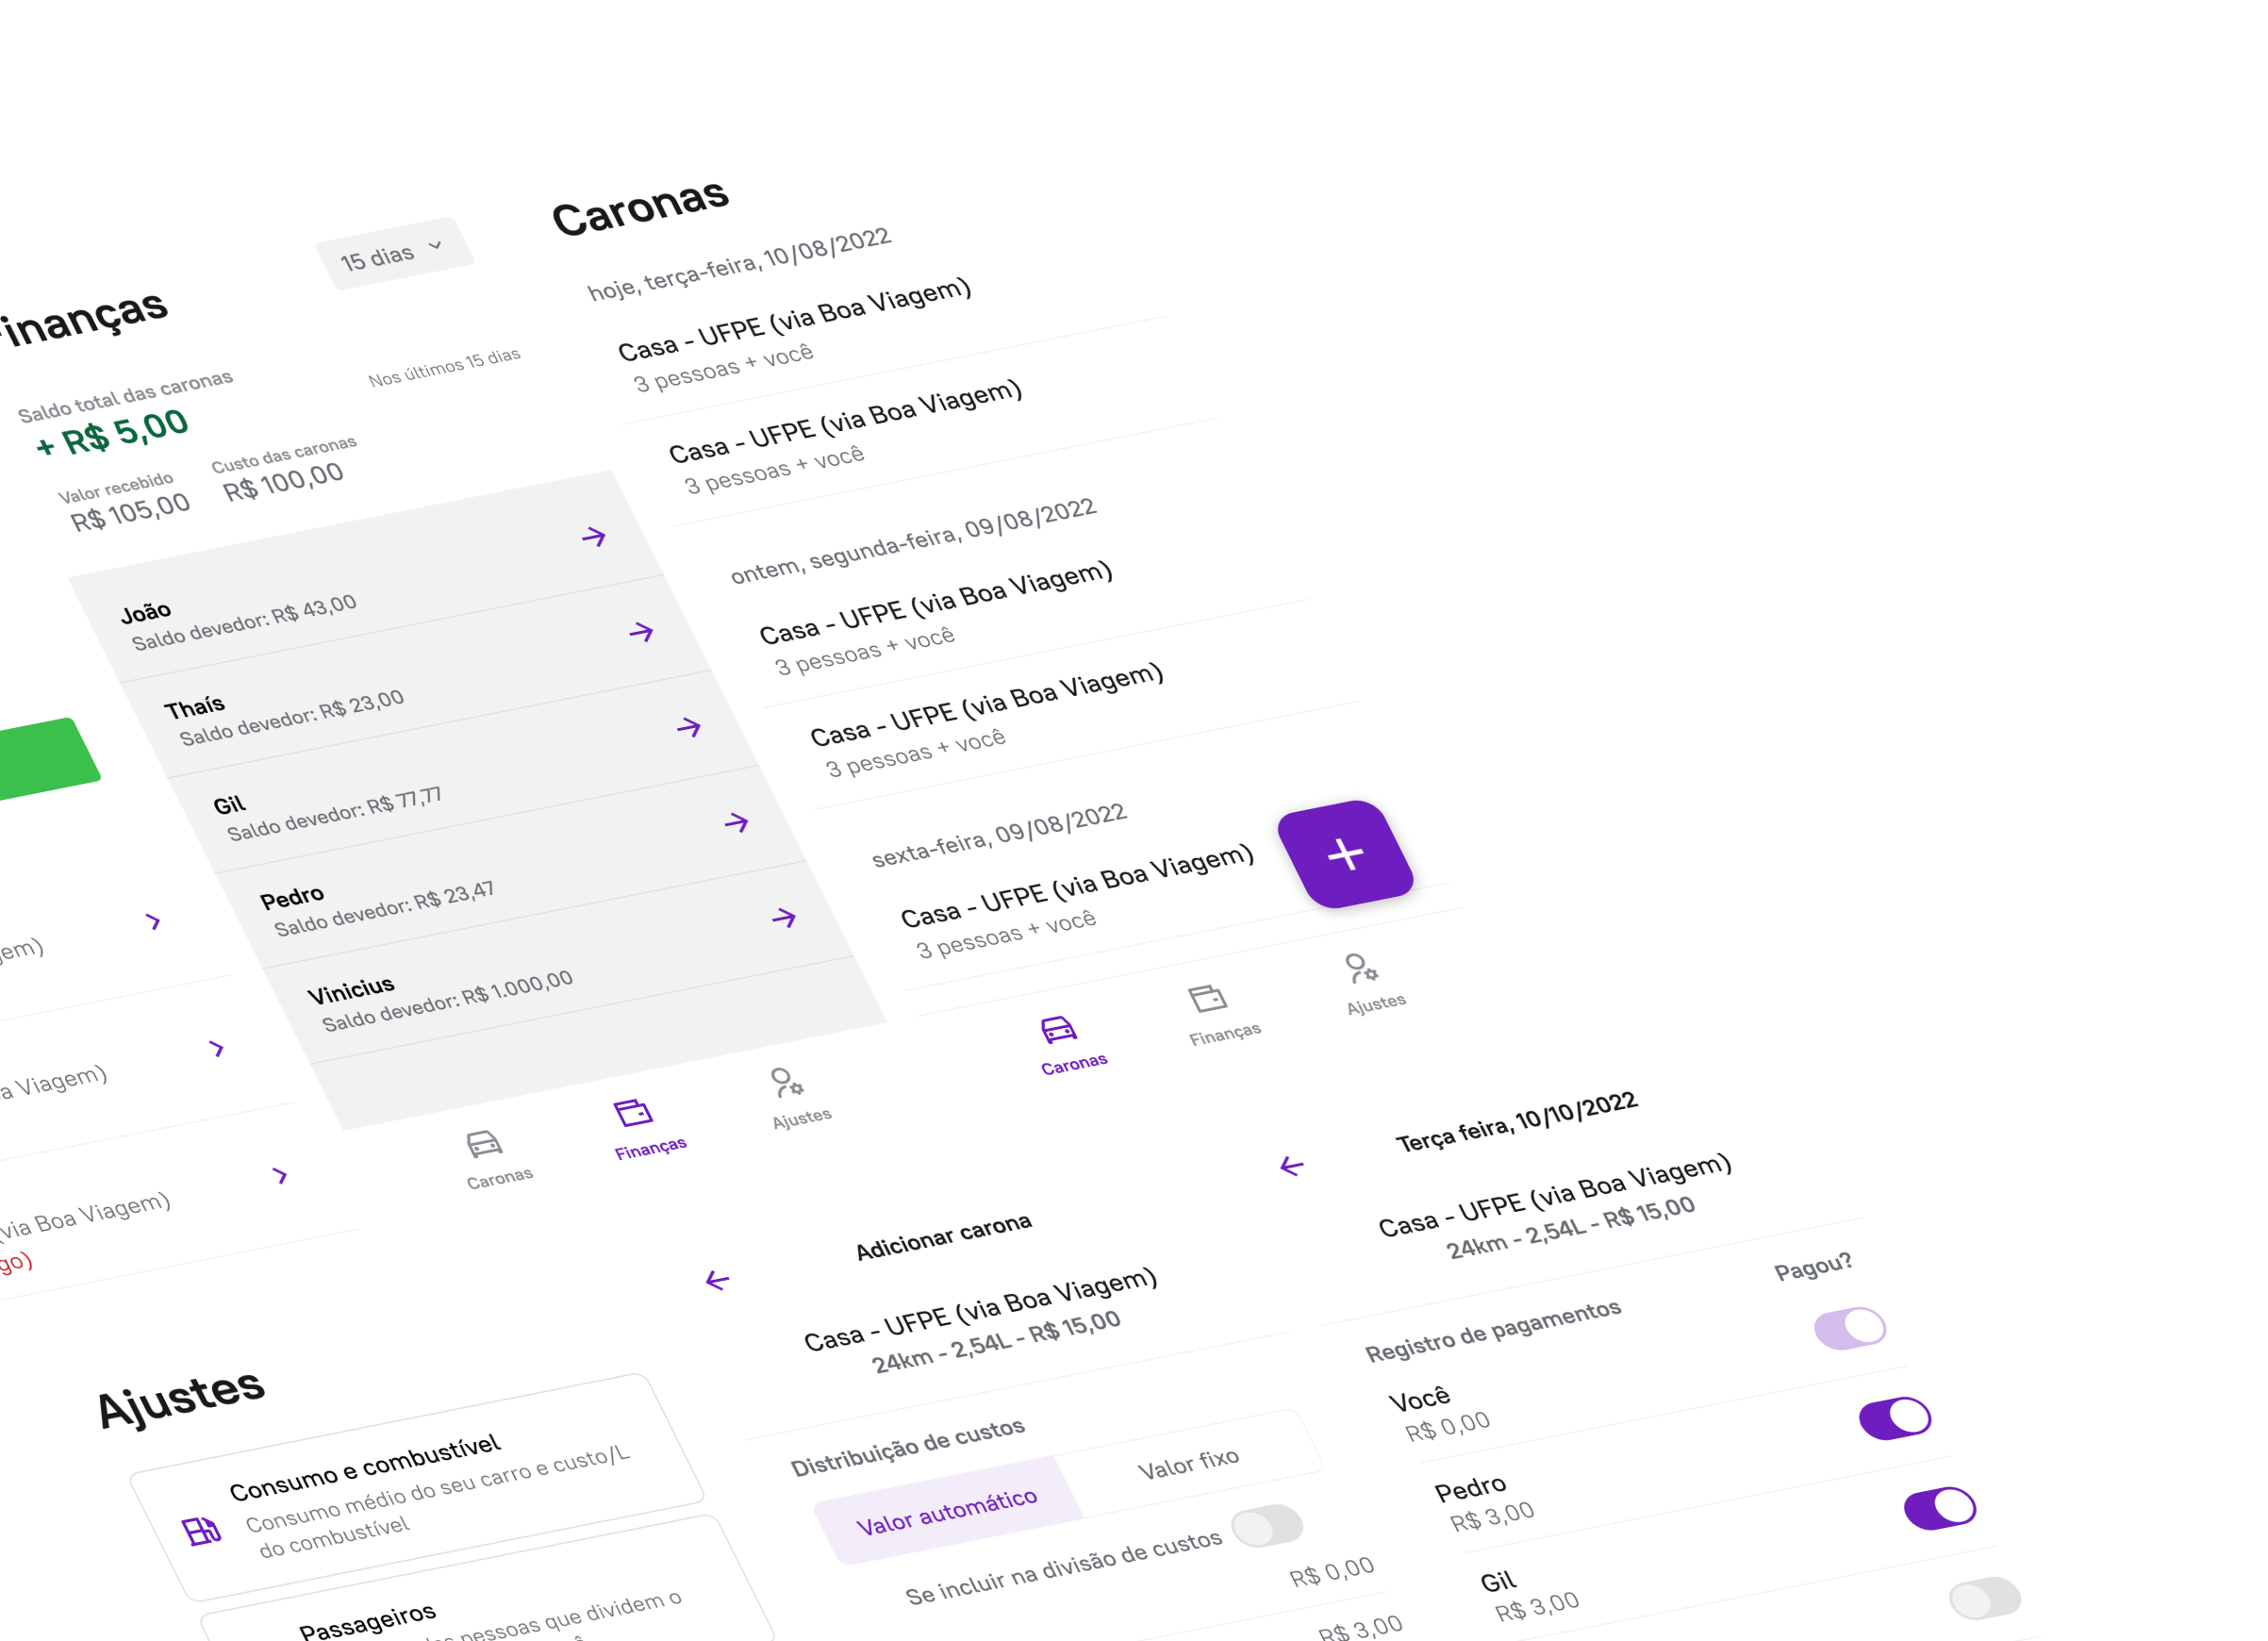 Finanças
15 dias
Saldo total das caronas
Nos últimos 15 dias
+ R$ 5,00
Valor recebido
Custo das caronas
R$ 105,00
R$ 100,00
João
Saldo devedor: R$ 43,00
Thaís
Saldo devedor: R$ 23,00
Gil
Saldo devedor: R$ 77,77
Pedro
Saldo devedor: R$ 23,47
Vinicius
Saldo devedor: R$ 1.000,00
Caronas
Finanças
Ajustes
Caronas
hoje, terça-feira, 10/08/2022
Casa - UFPE (via Boa Viagem)
3 pessoas + você
Casa - UFPE (via Boa Viagem)
3 pessoas + você
ontem, segunda-feira, 09/08/2022
Casa - UFPE (via Boa Viagem)
3 pessoas + você
Casa - UFPE (via Boa Viagem)
3 pessoas + você
sexta-feira, 09/08/2022
Casa - UFPE (via Boa Viagem)
3 pessoas + você
Caronas
Finanças
Ajustes
Viagem)
(via Boa Viagem)
Ajustes
Consumo e combustível
Consumo médio do seu carro e custo/L
do combustível
Passageiros
pessoas que dividem o
Adicionar carona
Casa - UFPE (via Boa Viagem)
24km - 2,54L - R$ 15,00
Distribuição de custos
Valor automático
Valor fixo
Se incluir na divisão de custos
R$ 0,00
R$ 3,00
Terça feira, 10/10/2022
Casa - UFPE (via Boa Viagem)
24km - 2,54L - R$ 15,00
Registro de pagamentos
Pagou?
Você
R$ 0,00
Pedro
R$ 3,00
Gil
R$ 3,00